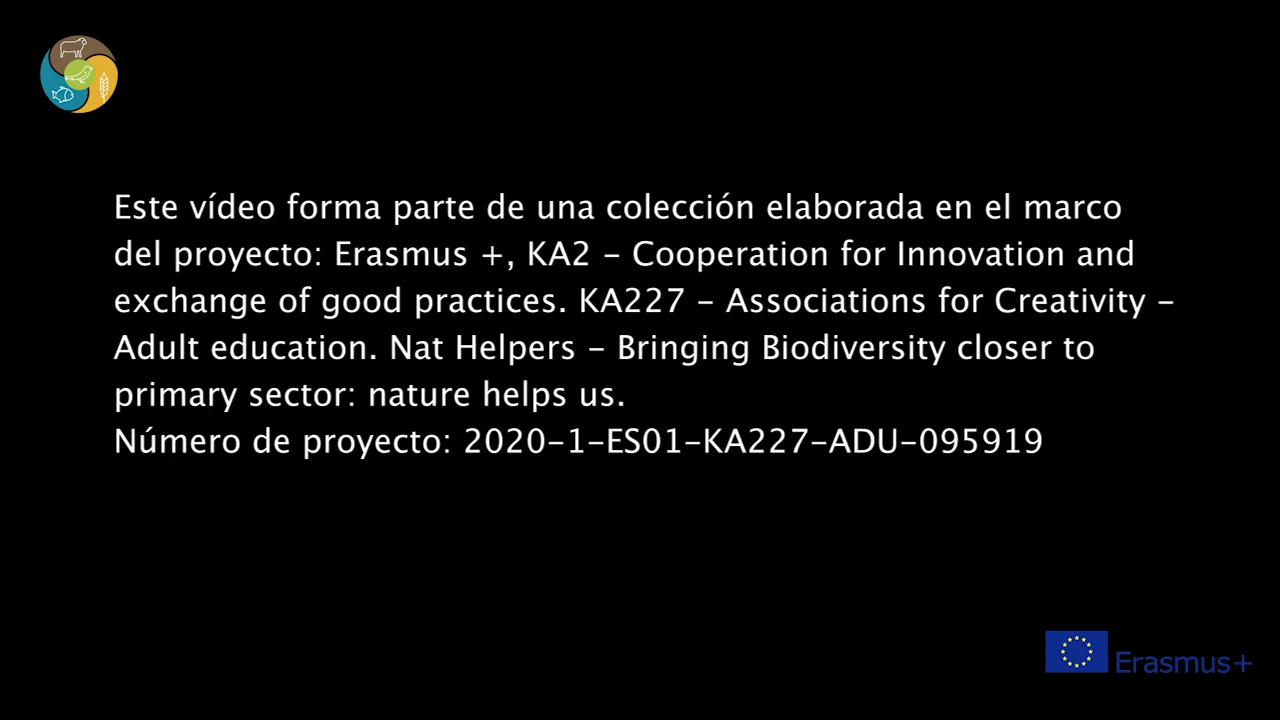 Este vídeo forma parte de una colección elaborada en el marco
del proyecto: Erasmus +, KA2 – Cooperation for Innovation and
exchange of good practices. KA227 – Associations for Creativity –
Adult education. Nat Helpers – Bringing Biodiversity closer to
primary sector: nature helps us.
Número de proyecto: 2020-1-ES01-KA227-ADU-095919
Erasmus+